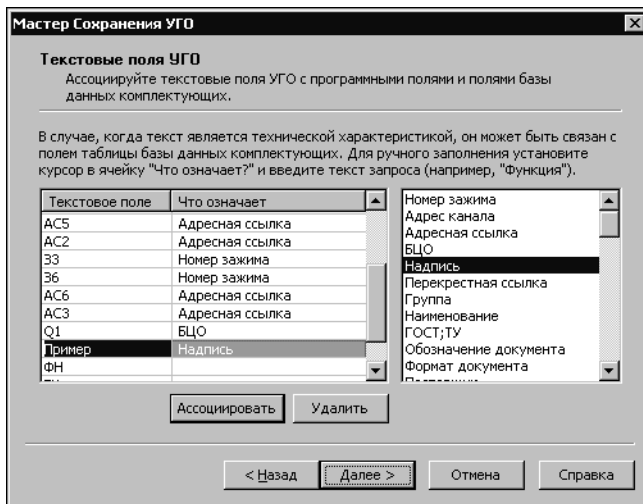 Мастер Сохранения УГО
Текстовые поля УГО
Ассоциируйте текстовые поля УГО с программными полями и полями базы
данных комплектующих.
В случае, когда текст является технической характеристикой, он может быть связан с
полем таблицы базы данных комплектующих. Для ручного заполнения установите
курсор в ячейку "Что означает?" и введите текст запроса (например, "Функция").
Текстовое поле Что означает
АС5 Адресная ссылка
АС2 Адресная ссылка
З3 Номер зажима
З6 Номер зажима
АС6 Адресная ссылка
АС3 Адресная ссылка
Q1 БЦО
Пример Надпись
ФН
Номер зажима
Адрес канала
Адресная ссылка
БЦО
Надпись
Перекрестная ссылка
Группа
Наименование
ГОСТ;ТУ
Обозначение документа
Формат документа
Ассоциировать Удалить
< Назад Далее > Отмена Справка